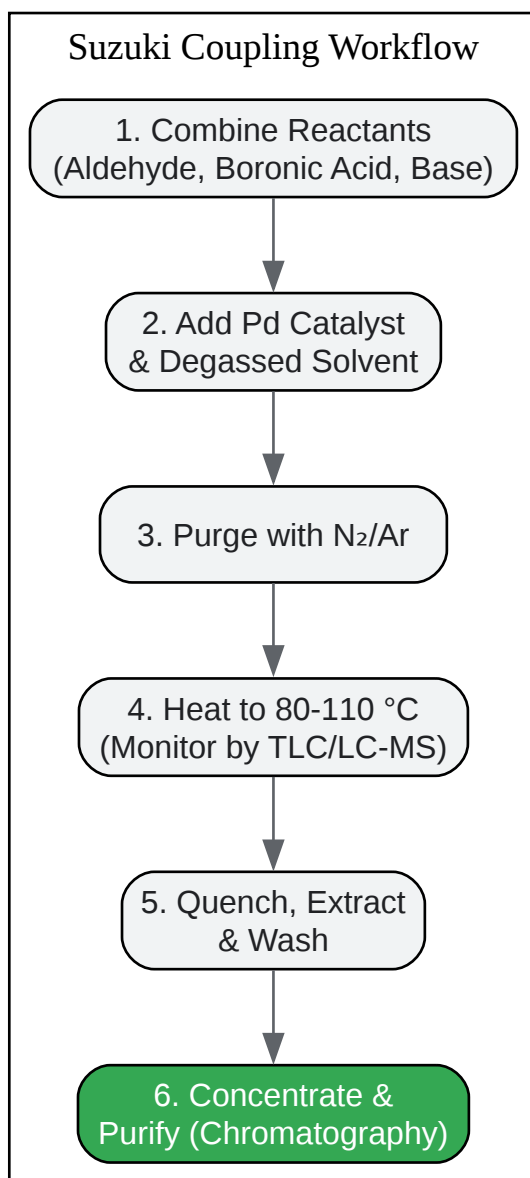 Suzuki Coupling Workflow
1. Combine Reactants
(Aldehyde, Boronic Acid, Base)
2. Add Pd Catalyst
& Degassed Solvent
3. Purge with N₂/Ar
4. Heat to 80-110 °C
(Monitor by TLC/LC-MS)
5. Quench, Extract
& Wash
6. Concentrate &
Purify (Chromatography)